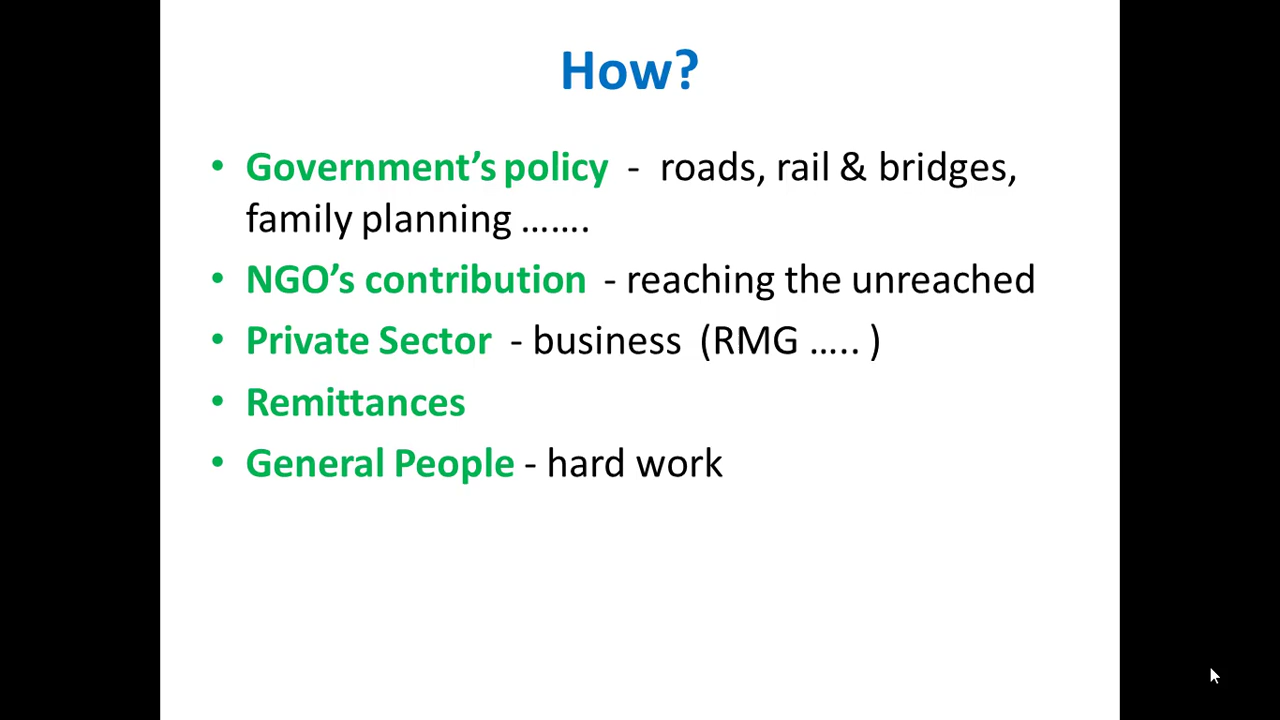 How?
• Government’s policy - roads, rail & bridges,
family planning …….
• NGO’s contribution - reaching the unreached
• Private Sector - business (RMG ….. )
• Remittances
• General People - hard work